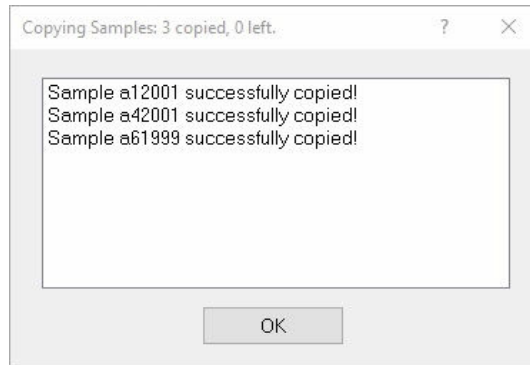 Copying Samples: 3 copied, 0 left.
Sample a12001 successfully copied!
Sample a42001 successfully copied!
Sample a61999 successfully copied!
OK